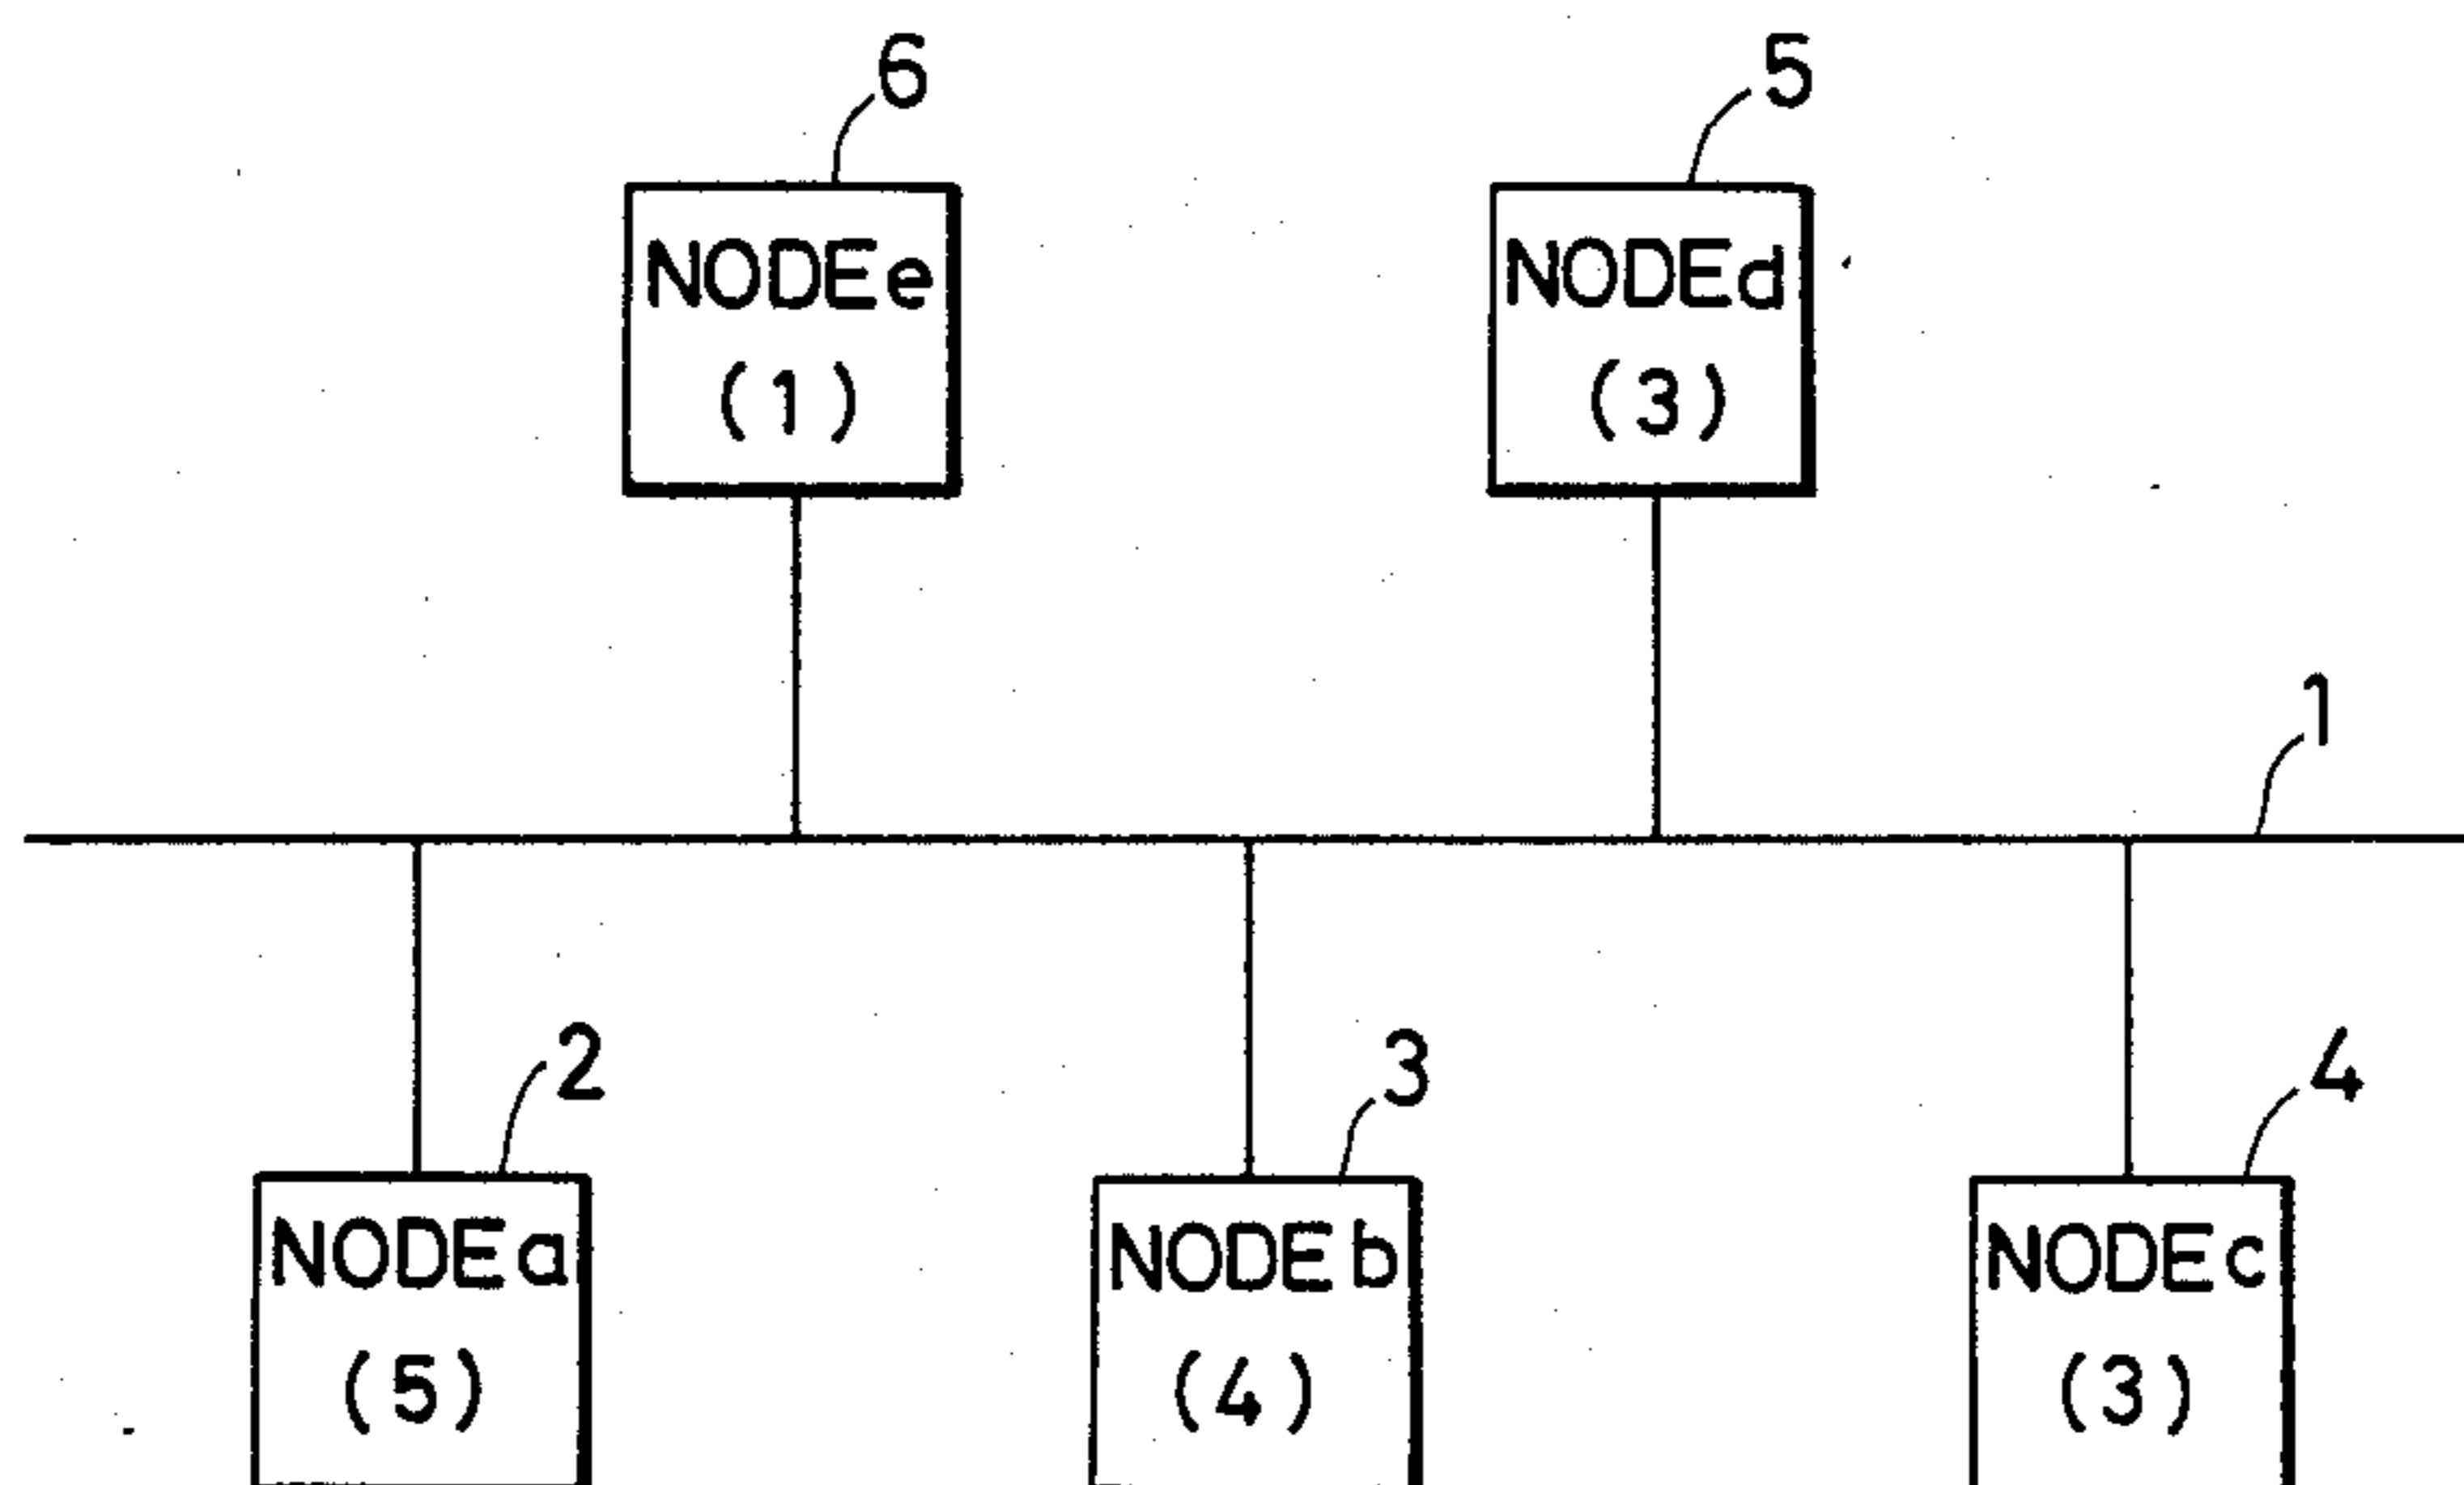 6
5
NODEe
(1)
NODEd
(3)
1
2
3
4
NODEa
(5)
NODEb
(4)
NODEc
(3)